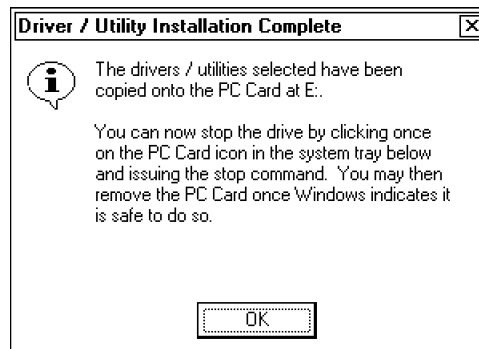 Driver / Utility Installation Complete
The drivers / utilities selected have been
copied onto the PC Card at E:.
You can now stop the drive by clicking once
on the PC Card icon in the system tray below
and issuing the stop command.  You may then
remove the PC Card once Windows indicates it
is safe to do so.
OK